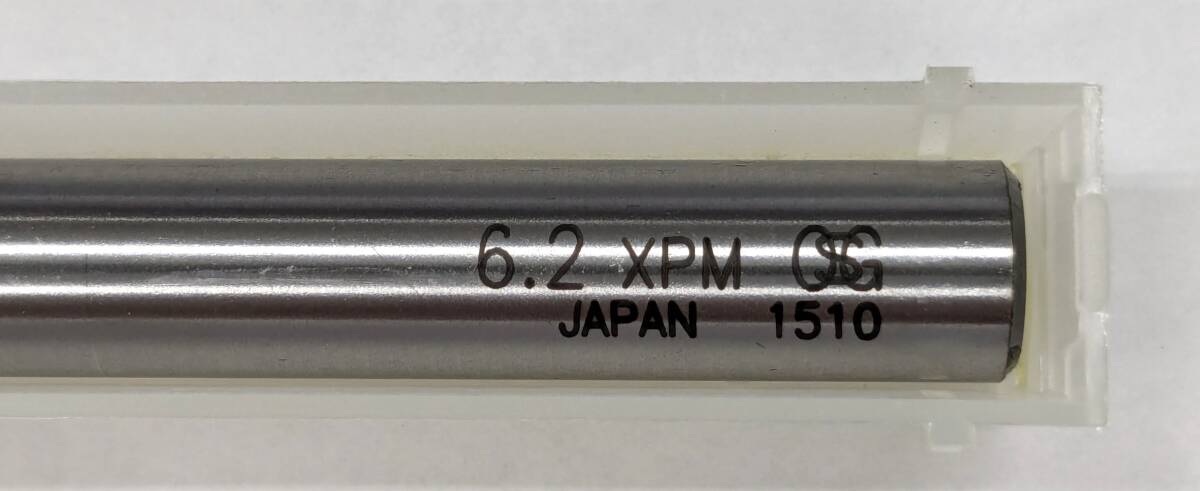 6.2 XPM OSG
JAPAN 1510